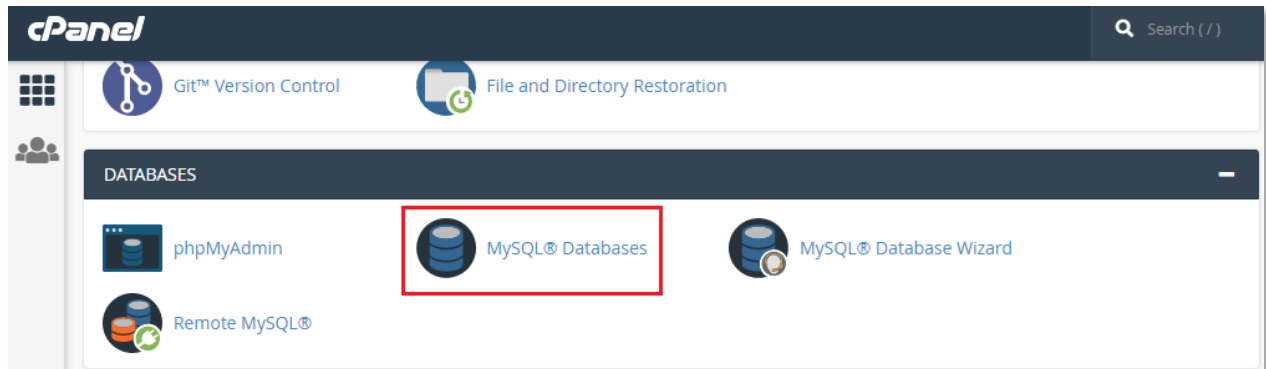 cPanel
Search ( / )
Git™ Version Control
File and Directory Restoration
DATABASES
phpMyAdmin
MySQL® Databases
MySQL® Database Wizard
Remote MySQL®